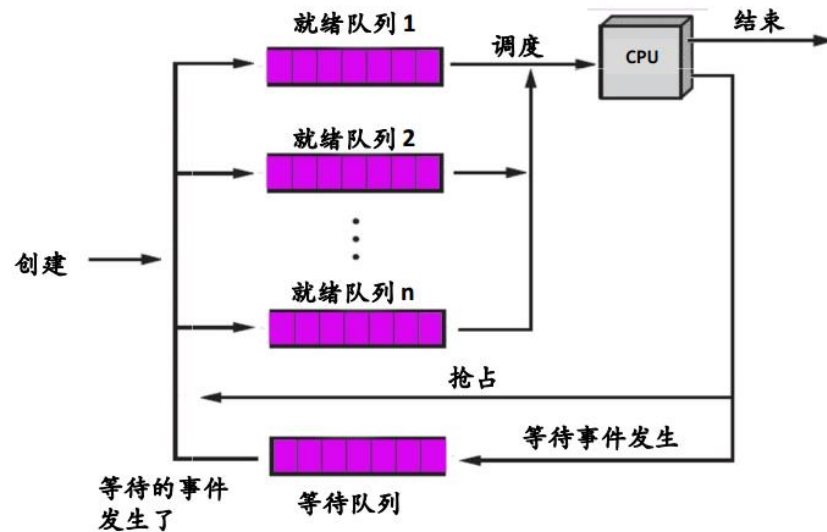 就绪队列 1
调度
CPU
结束
就绪队列 2
创建
就绪队列 n
抢占
等待事件发生
等待的事件
发生了
等待队列